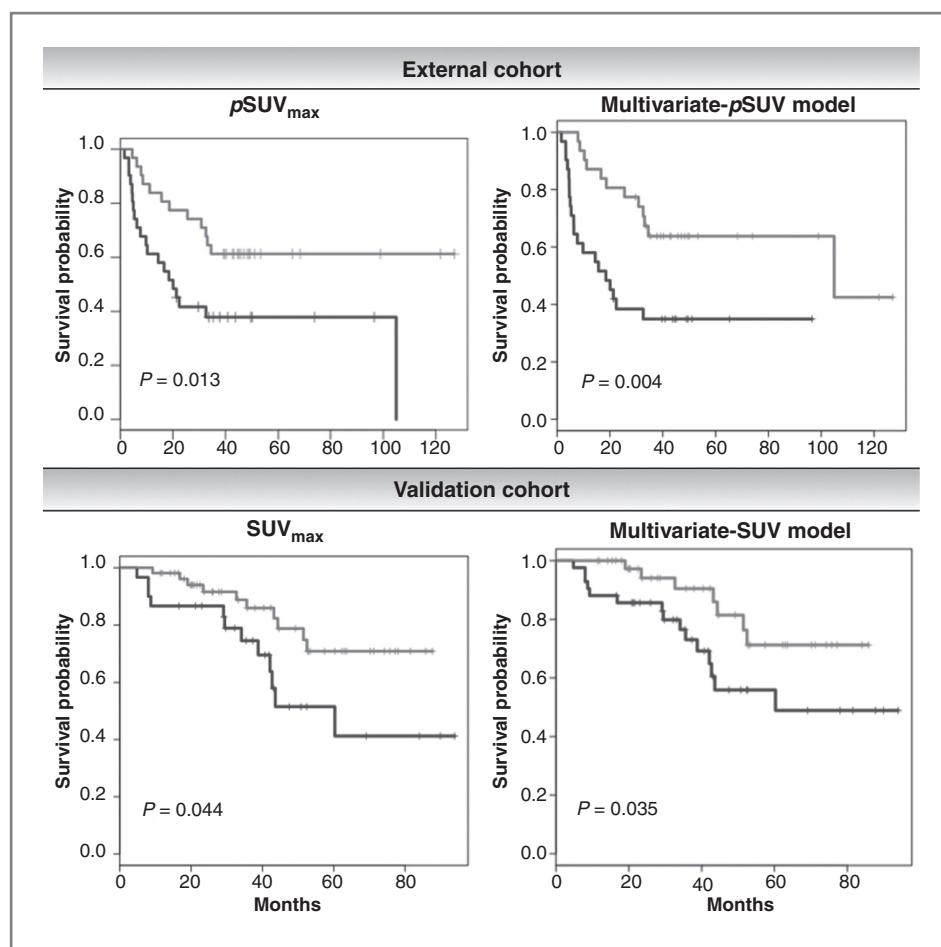 External cohort
pSUVmax
Multivariate-pSUV model
Survival probability
1.0
0.8
0.6
0.4
0.2
0.0
P = 0.013
0 20 40 60 80 100 120
Survival probability
1.0
0.8
0.6
0.4
0.2
0.0
P = 0.004
0 20 40 60 80 100 120
Validation cohort
SUVmax
Multivariate-SUV model
Survival probability
1.0
0.8
0.6
0.4
0.2
0.0
P = 0.044
0 20 40 60 80
Months
Survival probability
1.0
0.8
0.6
0.4
0.2
0.0
P = 0.035
0 20 40 60 80
Months